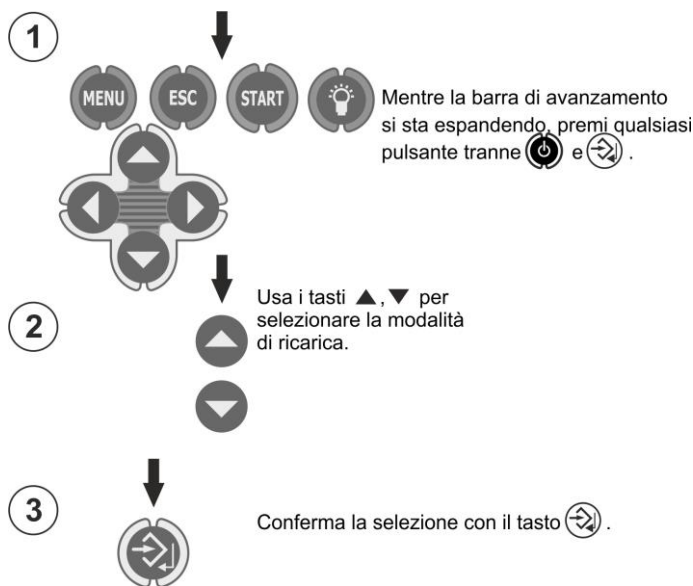 1
MENU ESC START
Mentre la barra di avanzamento
si sta espandendo, premi qualsiasi
pulsante tranne e .
2
Usa i tasti ▲, ▼ per
selezionare la modalità
di ricarica.
3
Conferma la selezione con il tasto .